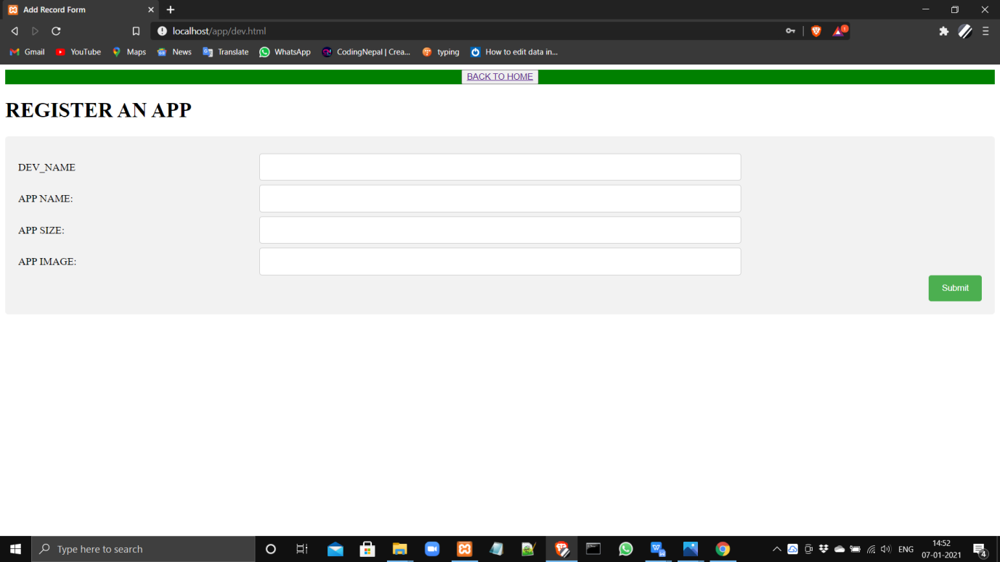 Add Record Form
localhost/app/dev.html
1
Gmail YouTube Maps News Translate WhatsApp CodingNepal | Crea... typing How to edit data in...
BACK TO HOME
REGISTER AN APP
DEV_NAME
APP NAME:
APP SIZE:
APP IMAGE:
Submit
Type here to search
ENG
14:52
07-01-2021
4